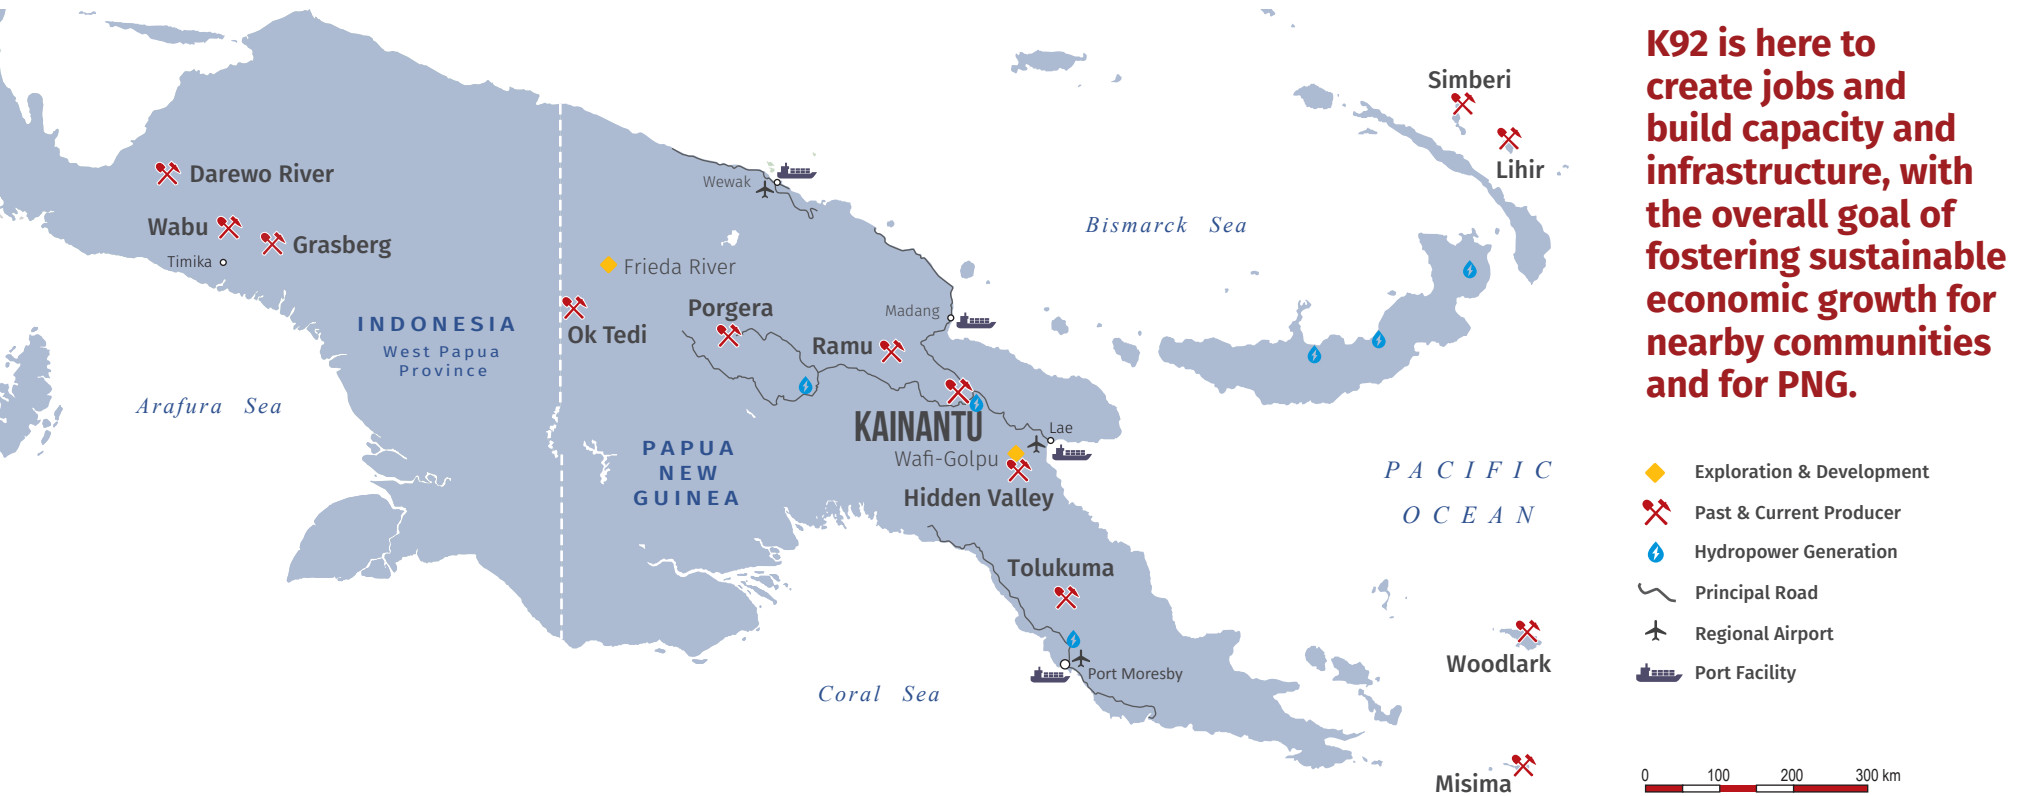 K92 is here to
create jobs and
build capacity and
infrastructure, with
the overall goal of
fostering sustainable
economic growth for
nearby communities
and for PNG.
Simberi
Lihir
Darewo River
Wewak
Wabu
Grasberg
Timika
Bismarck Sea
Frieda River
Porgera
Madang
INDONESIA
West Papua
Province
Ok Tedi
Ramu
Arafura Sea
KAINANTU
Lae
PAPUA
NEW
GUINEA
Wafi-Golpu
Hidden Valley
PACIFIC
OCEAN
Tolukuma
Port Moresby
Coral Sea
Woodlark
Misima
Exploration & Development
Past & Current Producer
Hydropower Generation
Principal Road
Regional Airport
Port Facility
0 100 200 300 km